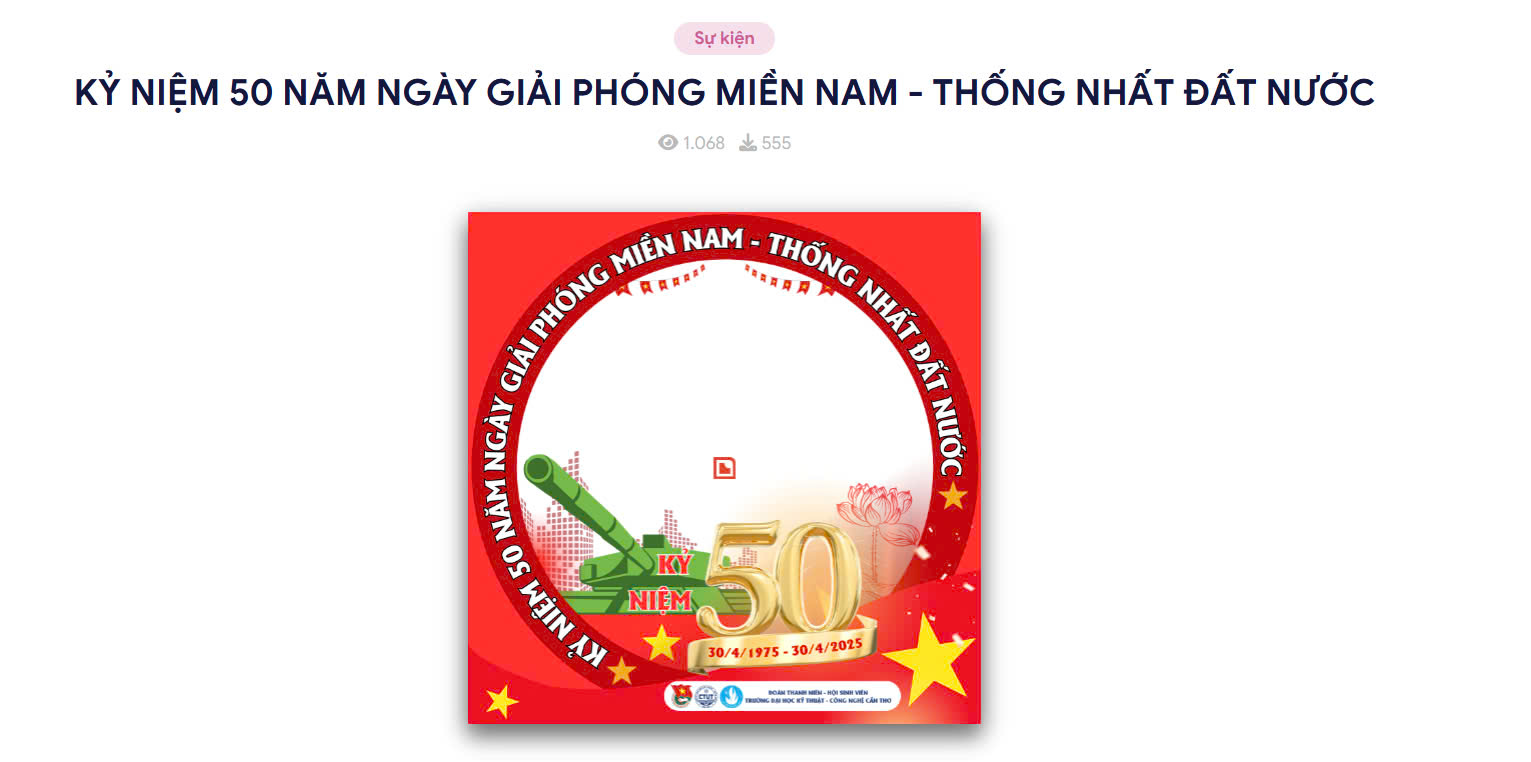 Sự kiện
KỶ NIỆM 50 NĂM NGÀY GIẢI PHÓNG MIỀN NAM - THỐNG NHẤT ĐẤT NƯỚC
1.068 555
KỶ NIỆM 50 NĂM NGÀY GIẢI PHÓNG MIỀN NAM - THỐNG NHẤT ĐẤT NƯỚC
KỶ
NIỆM
50
30/4/1975 - 30/4/2025
CTUT
ĐOÀN THANH NIÊN - HỘI SINH VIÊN
TRƯỜNG ĐẠI HỌC KỸ THUẬT - CÔNG NGHỆ CẦN THƠ